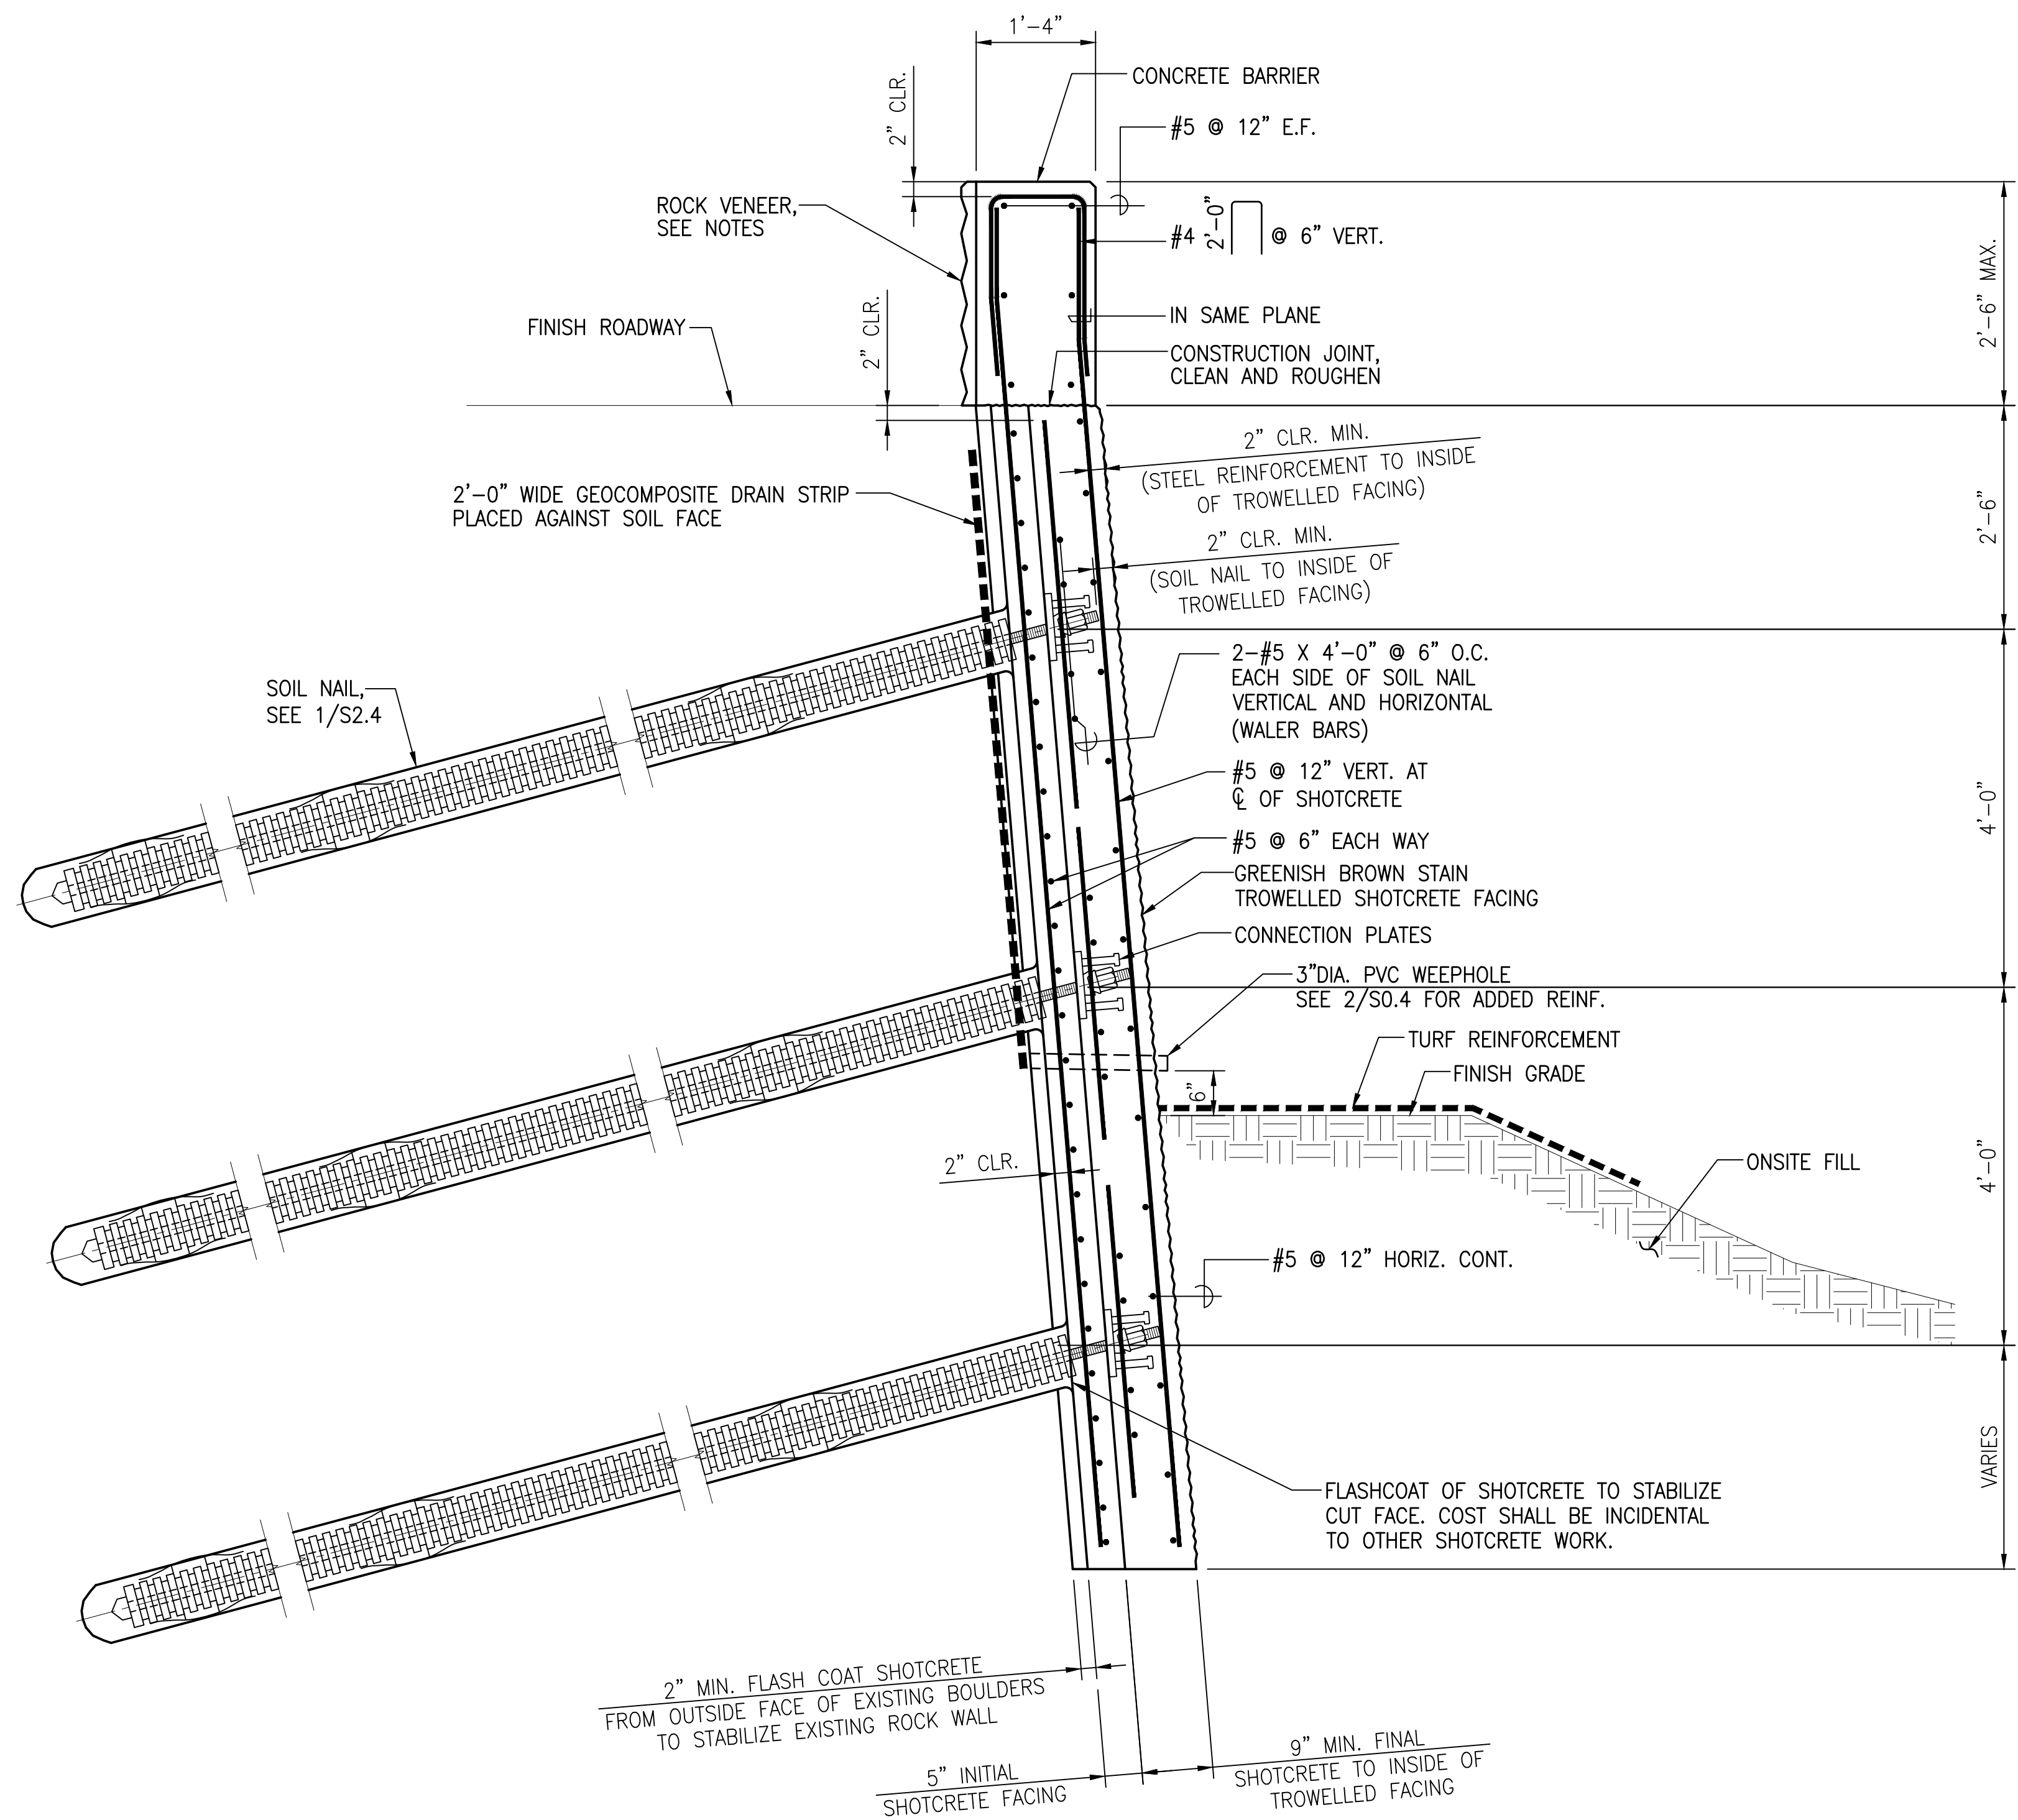 1'-4"
CONCRETE BARRIER
2" CLR.
#5 @ 12" E.F.
ROCK VENEER,
SEE NOTES
#4 2'-0" @ 6" VERT.
2'-6" MAX.
2" CLR.
IN SAME PLANE
FINISH ROADWAY
CONSTRUCTION JOINT,
CLEAN AND ROUGHEN
2" CLR. MIN.
(STEEL REINFORCEMENT TO INSIDE
OF TROWELLED FACING)
2'-0" WIDE GEOCOMPOSITE DRAIN STRIP
PLACED AGAINST SOIL FACE
2'-6"
2" CLR. MIN.
(SOIL NAIL TO INSIDE OF
TROWELLED FACING)
2-#5 X 4'-0" @ 6" O.C.
EACH SIDE OF SOIL NAIL
VERTICAL AND HORIZONTAL
(WALER BARS)
SOIL NAIL,
SEE 1/S2.4
#5 @ 12" VERT. AT
℄ OF SHOTCRETE
4'-0"
#5 @ 6" EACH WAY
GREENISH BROWN STAIN
TROWELLED SHOTCRETE FACING
CONNECTION PLATES
3"DIA. PVC WEEPHOLE
SEE 2/S0.4 FOR ADDED REINF.
TURF REINFORCEMENT
FINISH GRADE
6"
2" CLR.
ONSITE FILL
4'-0"
#5 @ 12" HORIZ. CONT.
VARIES
FLASHCOAT OF SHOTCRETE TO STABILIZE
CUT FACE. COST SHALL BE INCIDENTAL
TO OTHER SHOTCRETE WORK.
2" MIN. FLASH COAT SHOTCRETE
FROM OUTSIDE FACE OF EXISTING BOULDERS
TO STABILIZE EXISTING ROCK WALL
5" INITIAL
SHOTCRETE FACING
9" MIN. FINAL
SHOTCRETE TO INSIDE OF
TROWELLED FACING